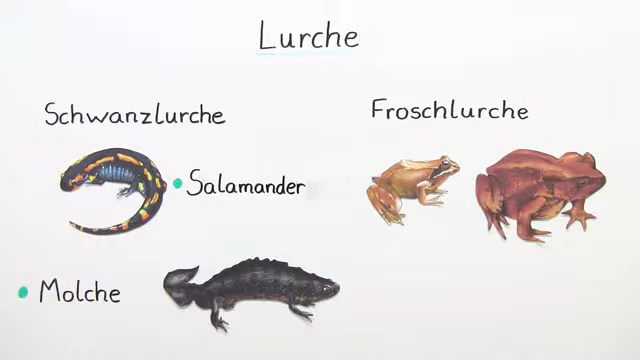 Lurche
Schwanzlurche
Froschlurche
Salamander
Molche